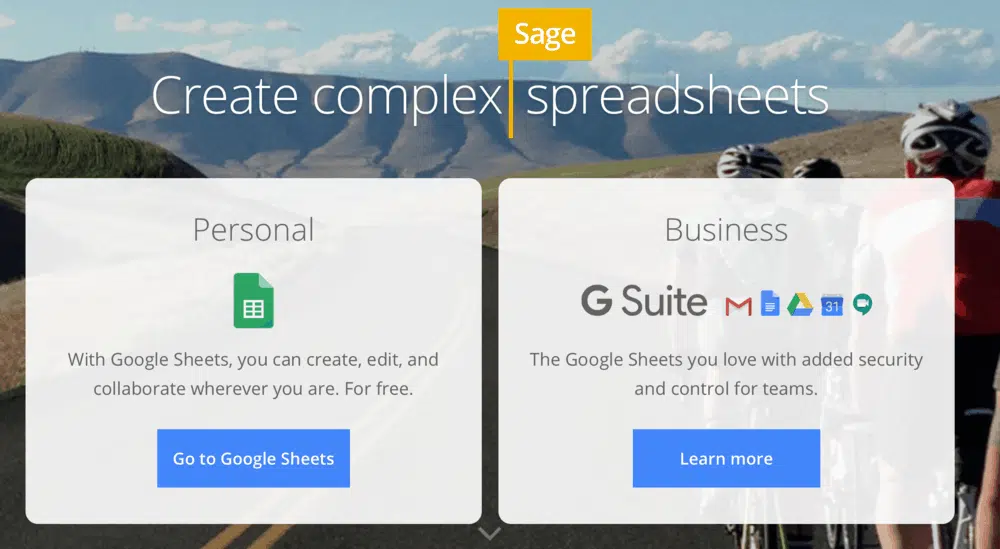 Sage
Create complex spreadsheets
Personal
With Google Sheets, you can create, edit, and
collaborate wherever you are. For free.
Go to Google Sheets
Business
G Suite
31
The Google Sheets you love with added security
and control for teams.
Learn more